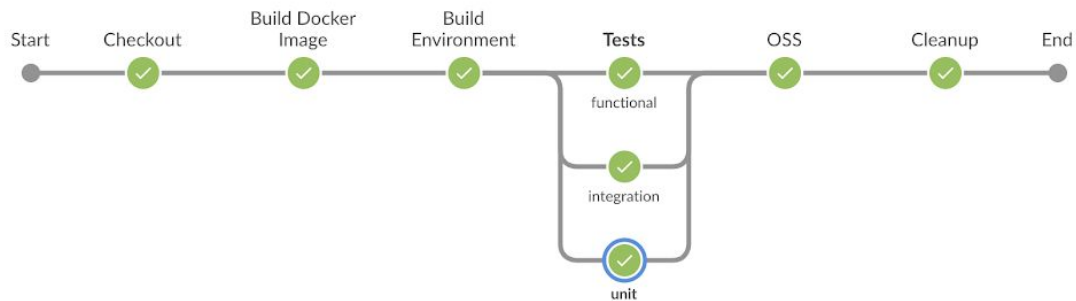 Start
Checkout
Build Docker
Image
Build
Environment
Tests
OSS
Cleanup
End
functional
integration
unit